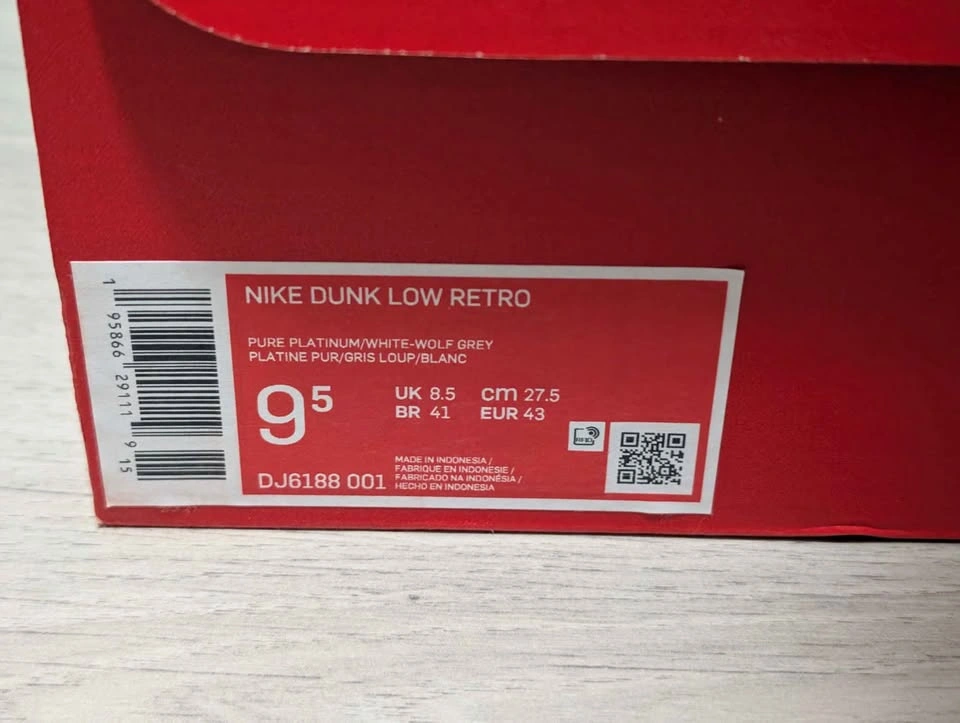 NIKE DUNK LOW RETRO
PURE PLATINUM/WHITE-WOLF GREY
PLATINE PUR/GRIS LOUP/BLANC
9⁵
UK 8.5 cm 27.5
BR 41 EUR 43
MADE IN INDONESIA /
FABRIQUE EN INDONESIE /
FABRICADO NA INDONÉSIA /
HECHO EN INDONESIA
DJ6188 001
RFID
1 95866 29111 9 15